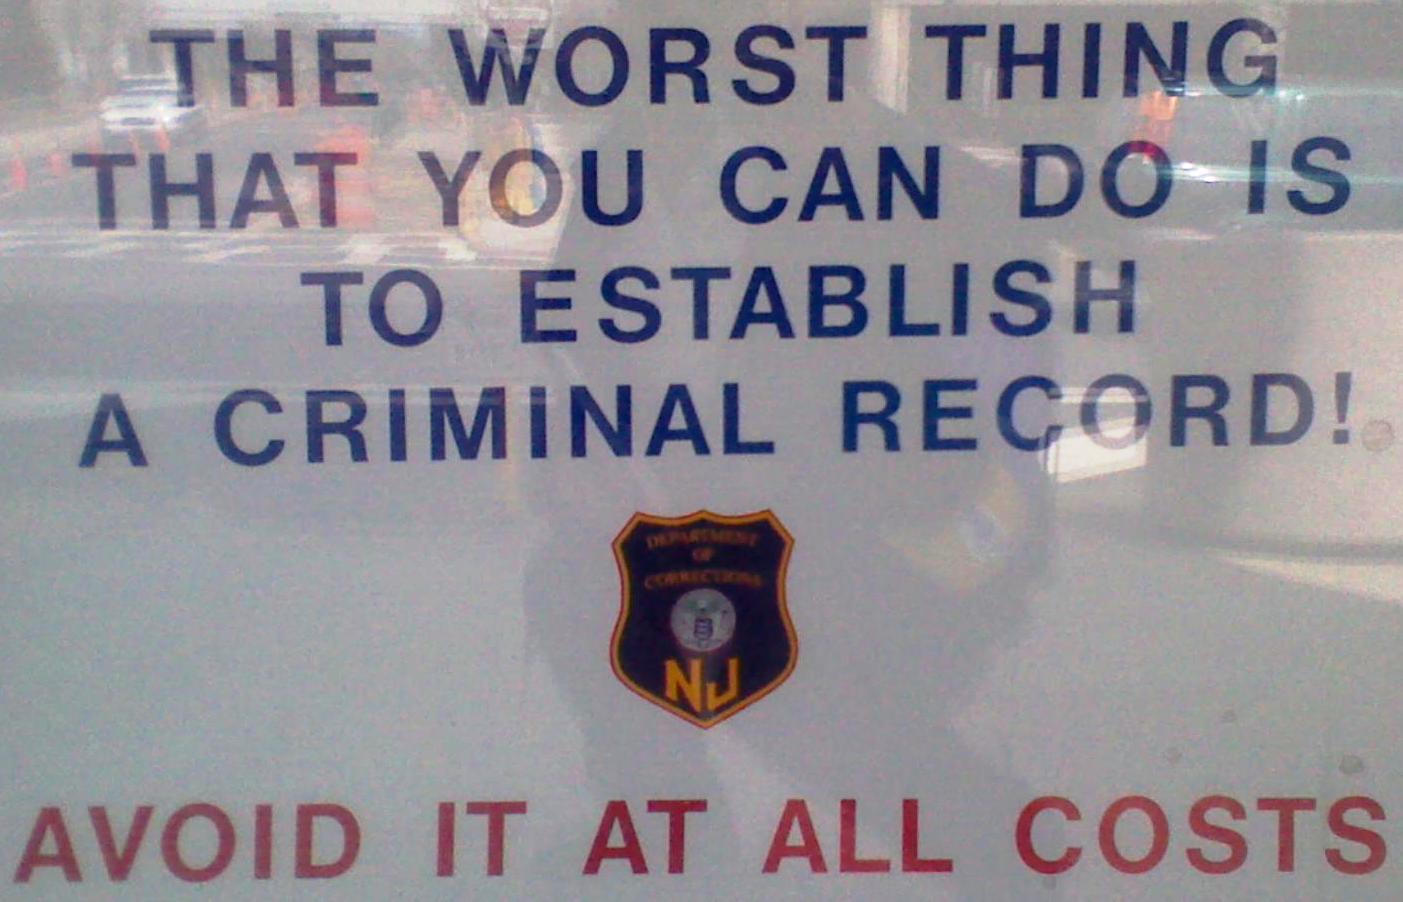 THE WORST THING
THAT YOU CAN DO IS
TO ESTABLISH
A CRIMINAL RECORD!
DEPARTMENT
OF
CORRECTIONS
NJ
AVOID IT AT ALL COSTS